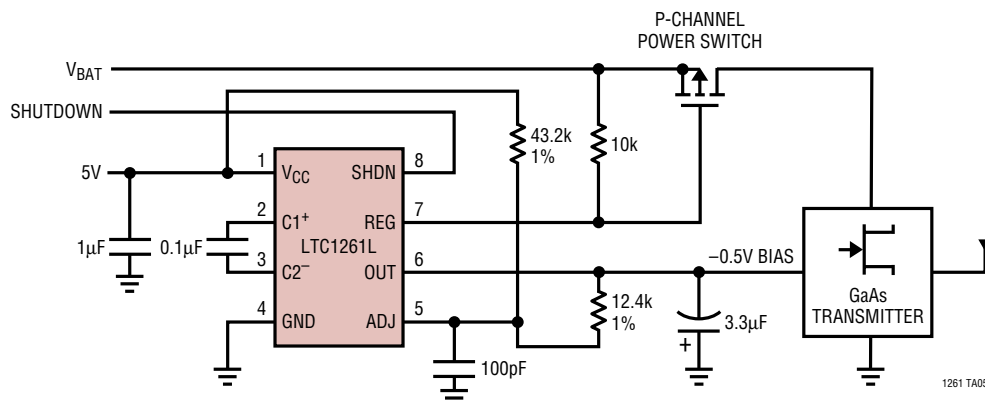 P-CHANNEL
POWER SWITCH
VBAT
SHUTDOWN
43.2k
1%
10k
5V
1
VCC
SHDN
8
2
C1+
REG
7
1µF
0.1µF
LTC1261L
3
C2–
OUT
6
–0.5V BIAS
4
GND
ADJ
5
12.4k
1%
3.3µF
+
100pF
GaAs
TRANSMITTER
1261 TA05